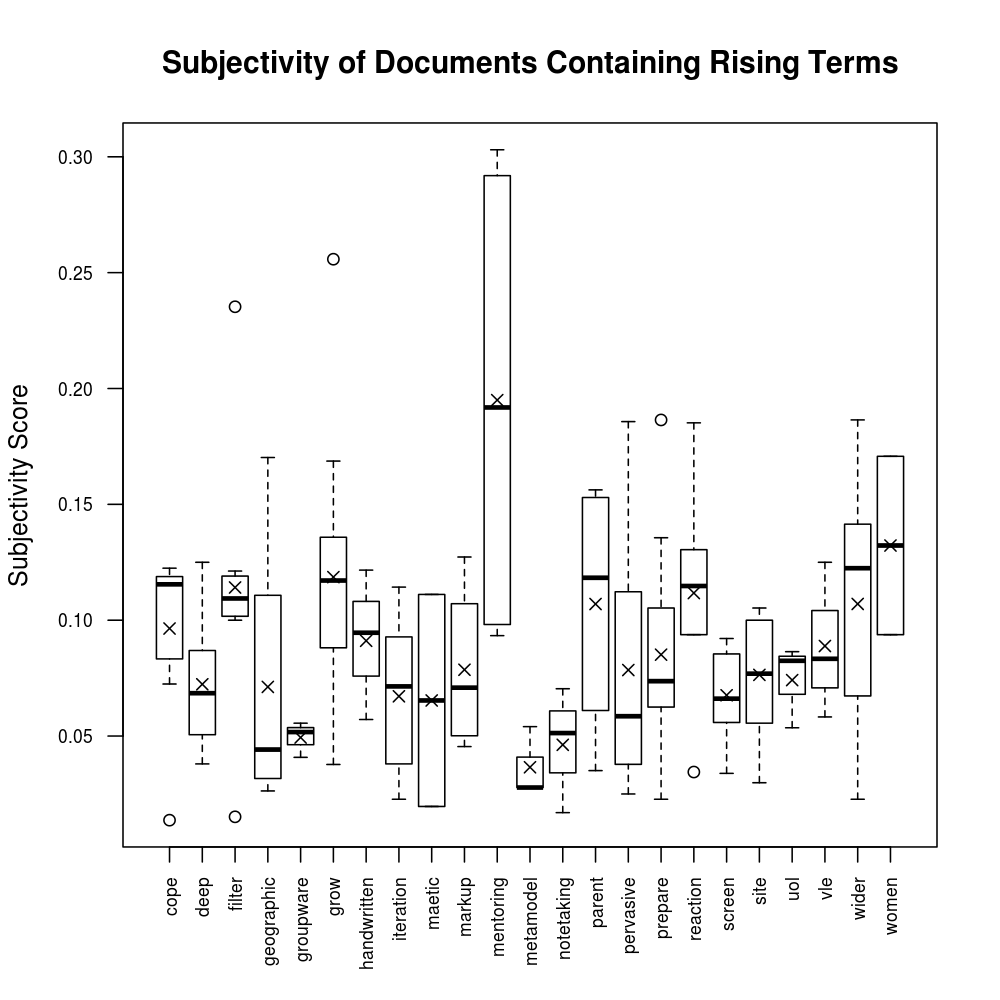 Subjectivity of Documents Containing Rising Terms
Subjectivity Score
0.30
0.25
0.20
0.15
0.10
0.05
cope
deep
filter
geographic
groupware
grow
handwritten
iteration
maetic
markup
mentoring
metamodel
notetaking
parent
pervasive
prepare
reaction
screen
site
uol
vle
wider
women